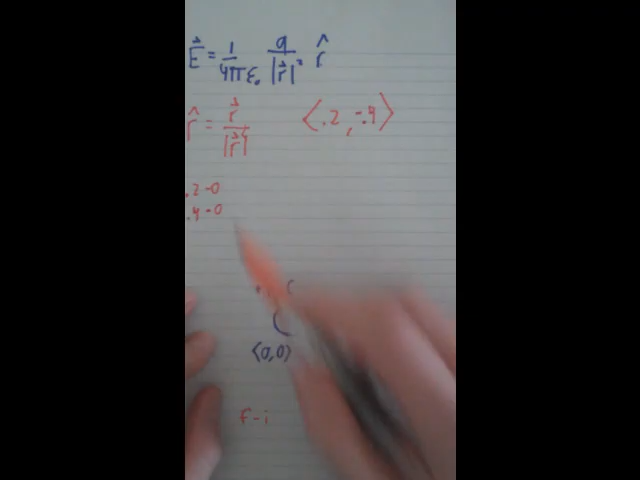 E⃗ = 1/4πε₀ q/|r⃗|² r̂
r̂ = r⃗/|r⃗|
⟨.2, -.4⟩
.2-0
.4-0
⟨0,0⟩
f-i